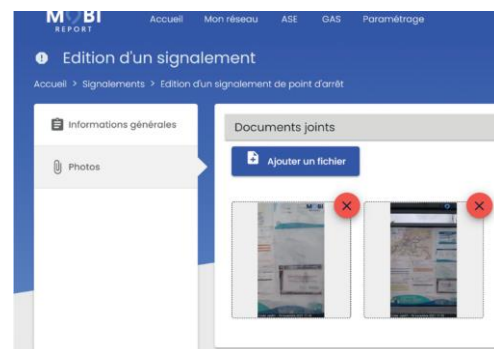 MOBI
REPORT
Accueil Mon réseau ASE GAS Paramétrage
Edition d'un signalement
Accueil > Signalements > Edition d'un signalement de point d'arrêt
Informations générales
Photos
Documents joints
Ajouter un fichier